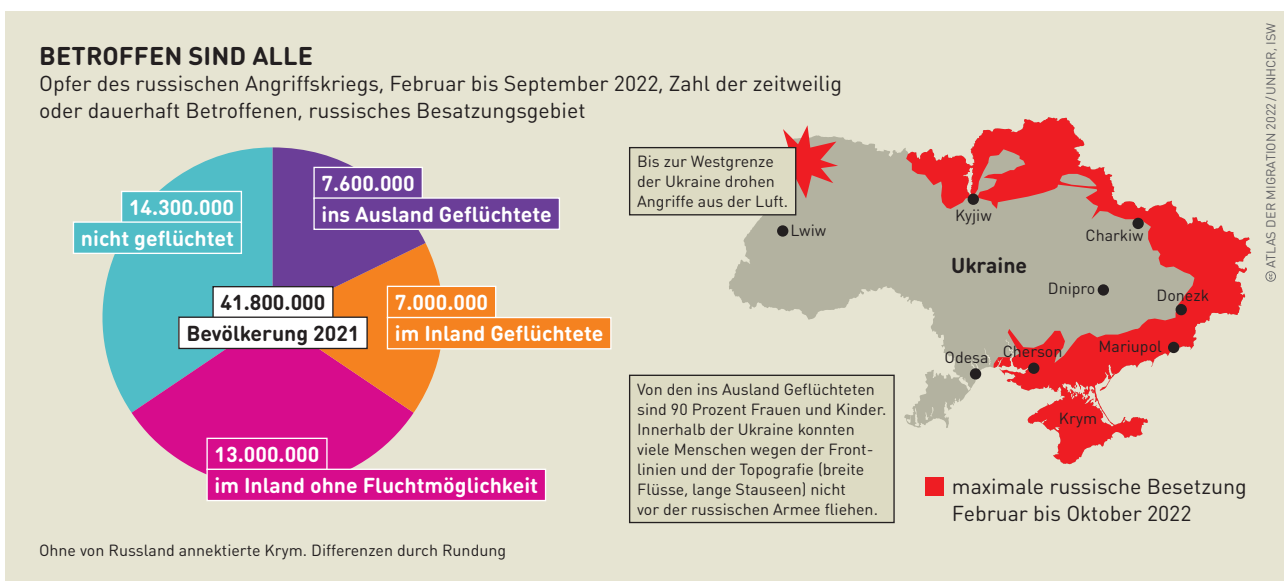 BETROFFEN SIND ALLE
Opfer des russischen Angriffskriegs, Februar bis September 2022, Zahl der zeitweilig
oder dauerhaft Betroffenen, russisches Besatzungsgebiet
7.600.000
ins Ausland Geflüchtete
14.300.000
nicht geflüchtet
41.800.000
Bevölkerung 2021
7.000.000
im Inland Geflüchtete
13.000.000
im Inland ohne Fluchtmöglichkeit
Ohne von Russland annektierte Krym. Differenzen durch Rundung
Bis zur Westgrenze
der Ukraine drohen
Angriffe aus der Luft.
Lwiw
Kyjiw
Charkiw
Ukraine
Dnipro
Donezk
Mariupol
Cherson
Odesa
Krym
Von den ins Ausland Geflüchteten
sind 90 Prozent Frauen und Kinder.
Innerhalb der Ukraine konnten
viele Menschen wegen der Front-
linien und der Topografie (breite
Flüsse, lange Stauseen) nicht
vor der russischen Armee fliehen.
maximale russische Besetzung
Februar bis Oktober 2022
© ATLAS DER MIGRATION 2022 / UNHCR, ISW